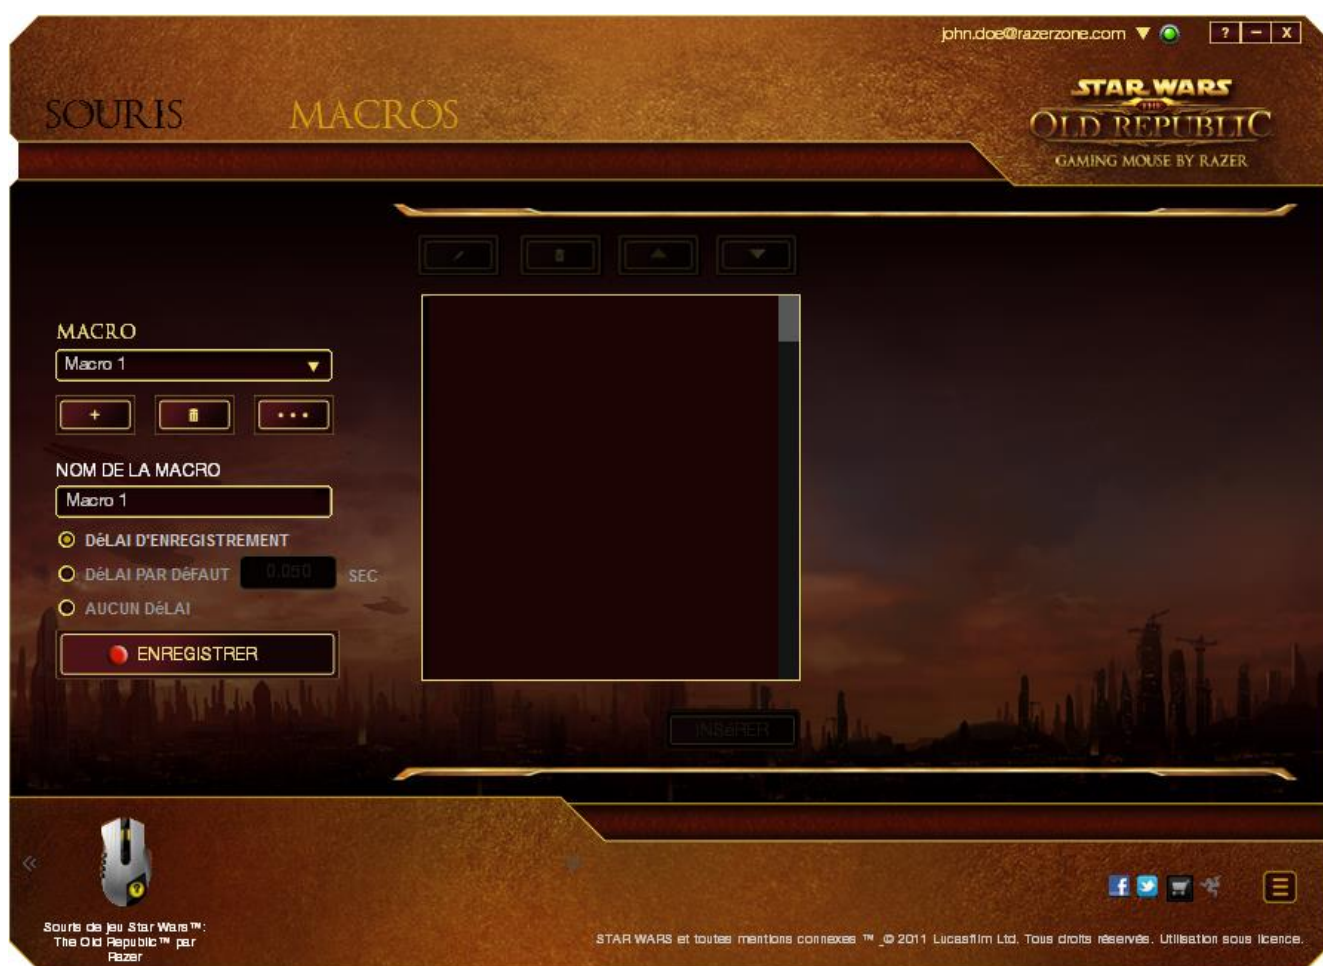 john.doe@razerzone.com
? – X
SOURIS
MACROS
STAR WARS
THE
OLD REPUBLIC
GAMING MOUSE BY RAZER
MACRO
Macro 1
+
NOM DE LA MACRO
Macro 1
DéLAI D'ENREGISTREMENT
DéLAI PAR DéFAUT 0.050 SEC
AUCUN DéLAI
ENREGISTRER
INSéRER
Souris de jeu Star Wars™:
The Old Republic™ par
Razer
STAR WARS et toutes mentions connexes ™ _© 2011 Lucasfilm Ltd. Tous droits réservés. Utilisation sous licence.